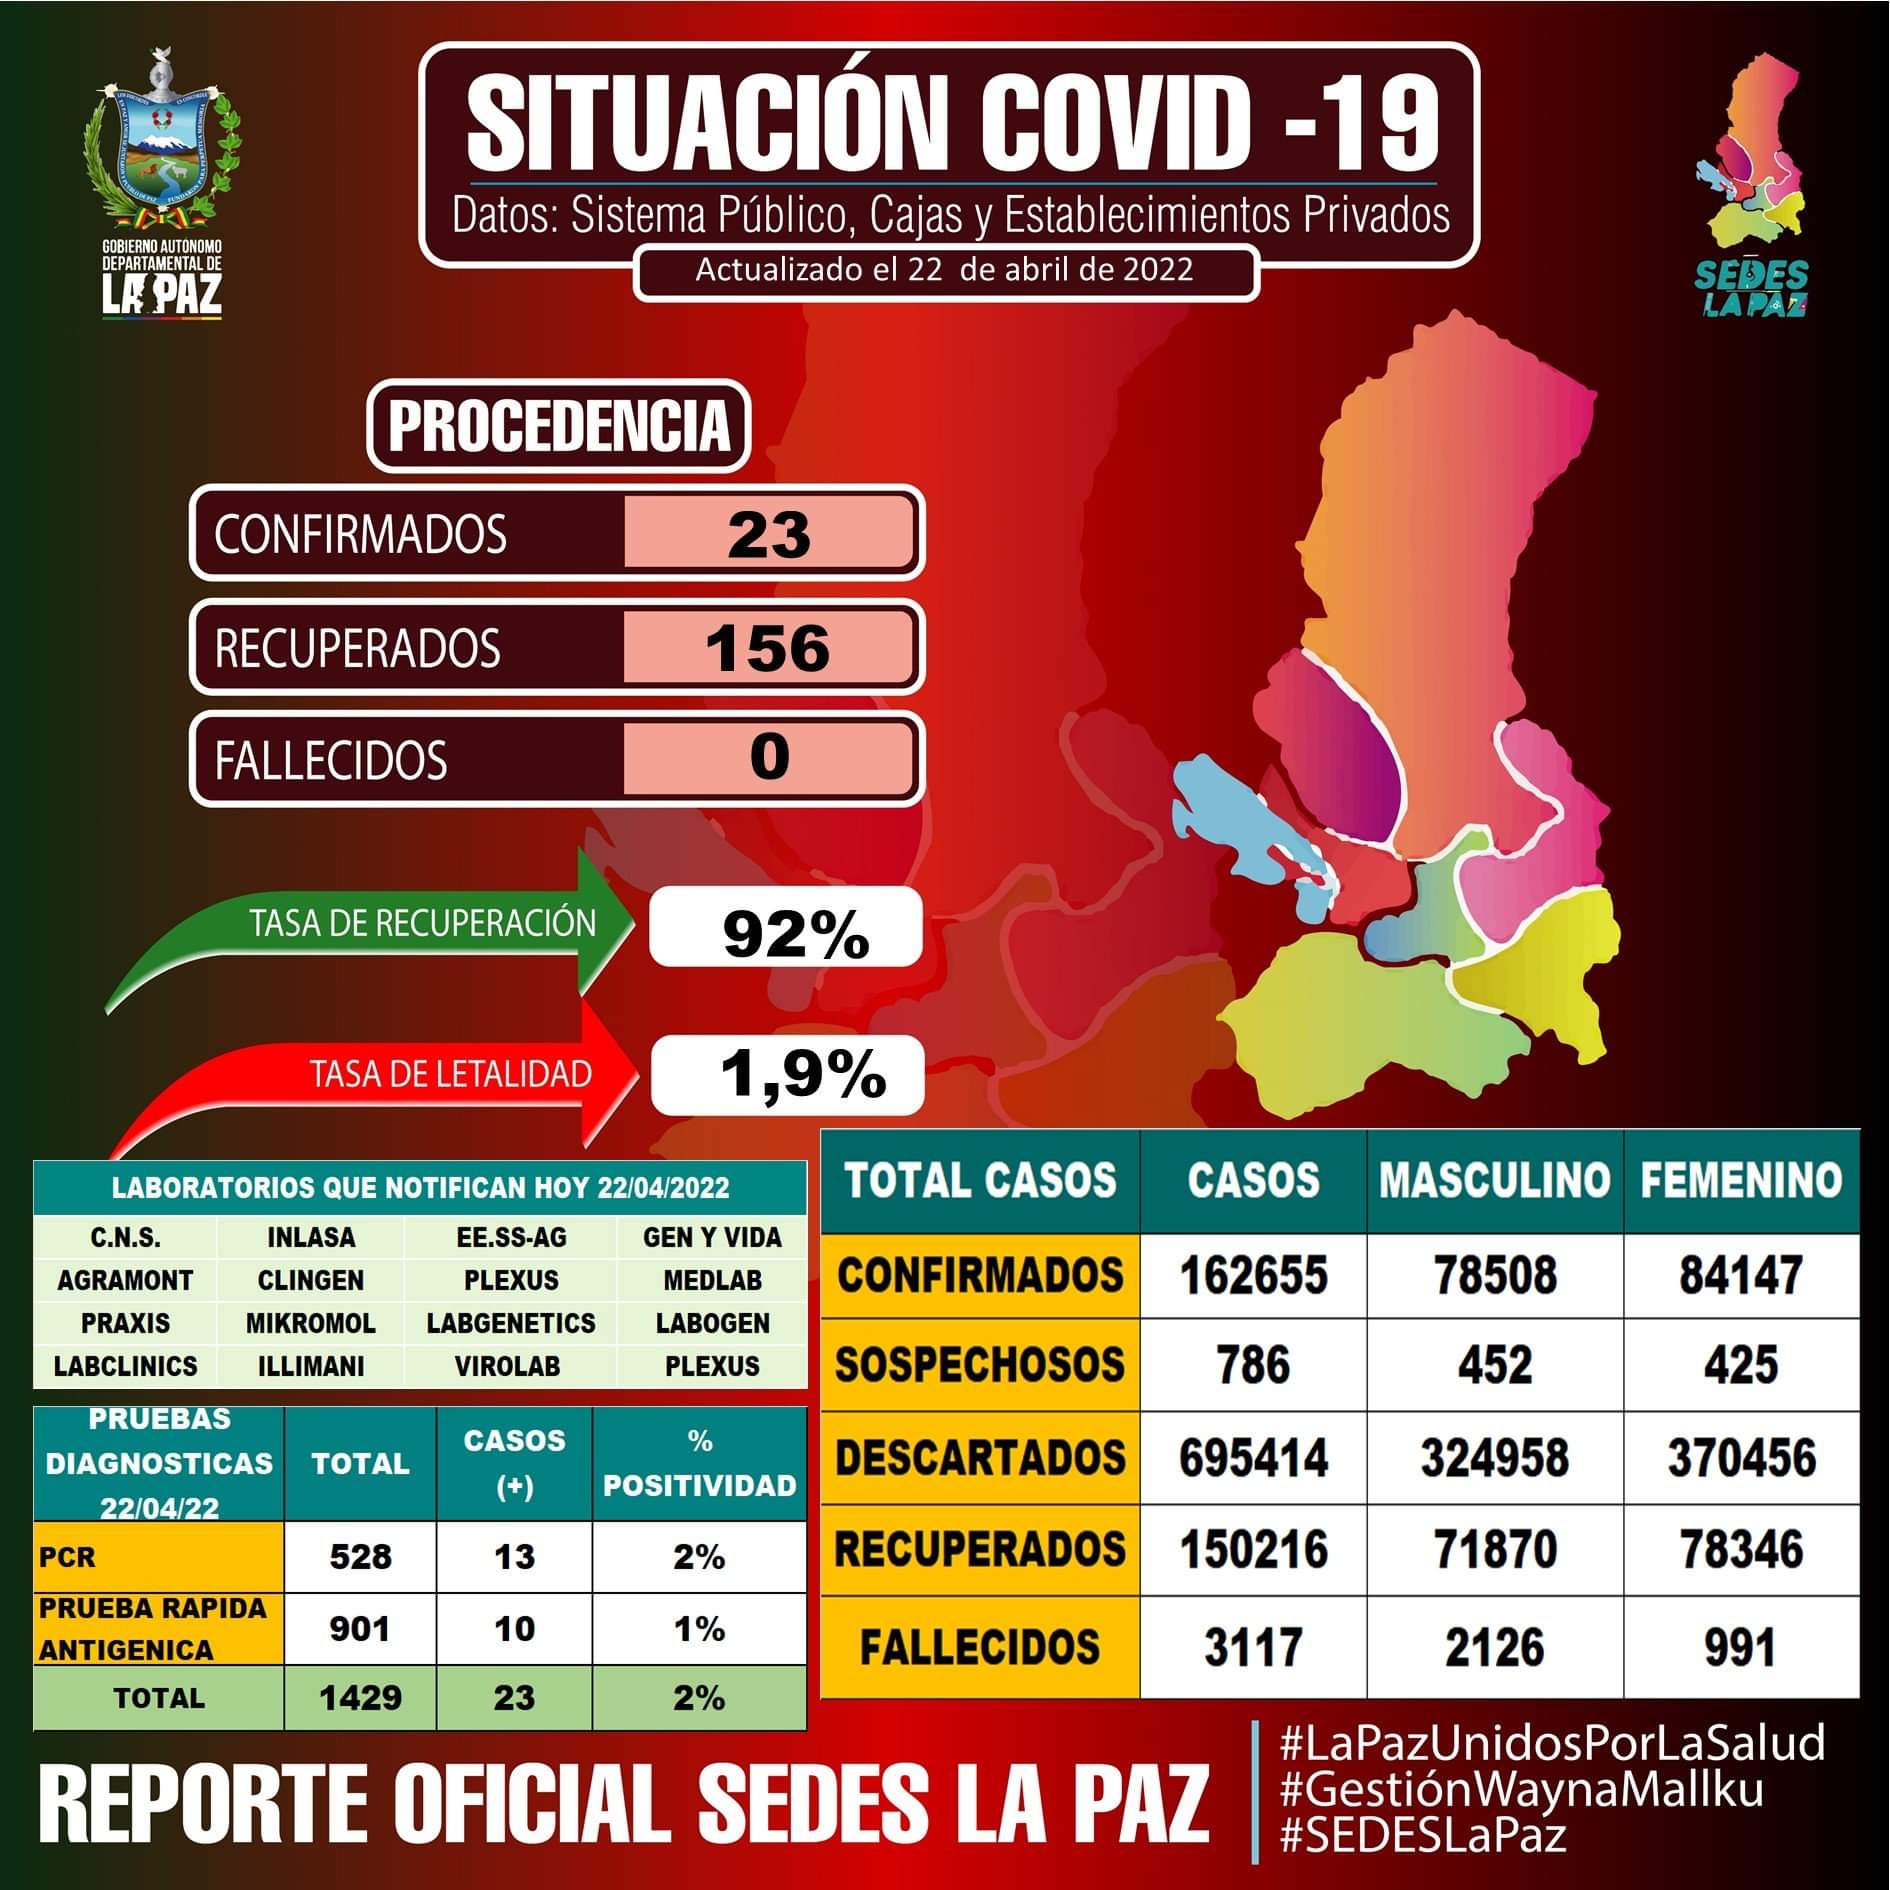 SITUACIÓN COVID -19
Datos: Sistema Público, Cajas y Establecimientos Privados
Actualizado el 22 de abril de 2022
GOBIERNO AUTÓNOMO
DEPARTAMENTAL DE
LA PAZ
SEDES
LA PAZ
PROCEDENCIA
CONFIRMADOS 23
RECUPERADOS 156
FALLECIDOS 0
TASA DE RECUPERACIÓN 92%
TASA DE LETALIDAD 1,9%
LABORATORIOS QUE NOTIFICAN HOY 22/04/2022
C.N.S. INLASA EE.SS-AG GEN Y VIDA
AGRAMONT CLINGEN PLEXUS MEDLAB
PRAXIS MIKROMOL LABGENETICS LABOGEN
LABCLINICS ILLIMANI VIROLAB PLEXUS
PRUEBAS
DIAGNOSTICAS
22/04/22
TOTAL
CASOS
(+)
%
POSITIVIDAD
PCR 528 13 2%
PRUEBA RAPIDA
ANTIGENICA
901 10 1%
TOTAL 1429 23 2%
TOTAL CASOS CASOS MASCULINO FEMENINO
CONFIRMADOS 162655 78508 84147
SOSPECHOSOS 786 452 425
DESCARTADOS 695414 324958 370456
RECUPERADOS 150216 71870 78346
FALLECIDOS 3117 2126 991
REPORTE OFICIAL SEDES LA PAZ
#LaPazUnidosPorLaSalud
#GestiónWaynaMallku
#SEDESLaPaz